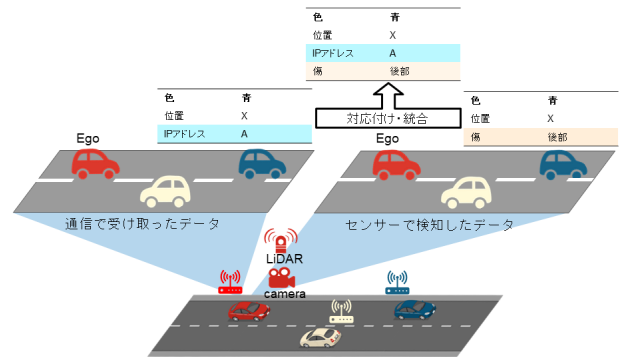 色 青
位置 X
IPアドレス A
傷 後部
対応付け・統合
色 青
位置 X
IPアドレス A
色 青
位置 X
傷 後部
Ego
Ego
通信で受け取ったデータ
センサーで検知したデータ
LiDAR
camera